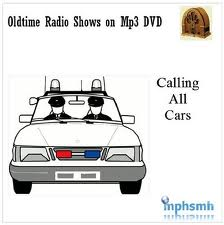 Oldtime Radio Shows on Mp3 DVD
Calling
All
Cars
inphsmh